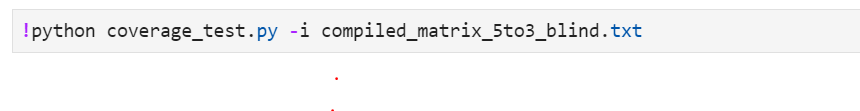 !python coverage_test.py -i compiled_matrix_5to3_blind.txt